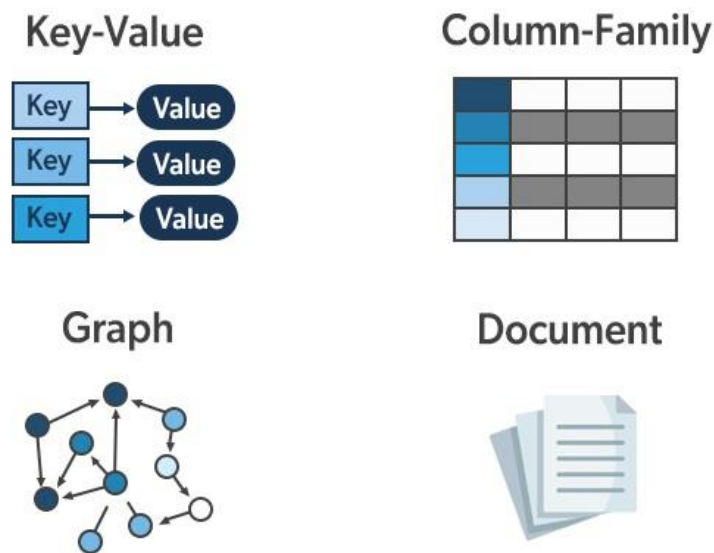 Key-Value
Column-Family
Key
Value
Key
Value
Key
Value
Graph
Document